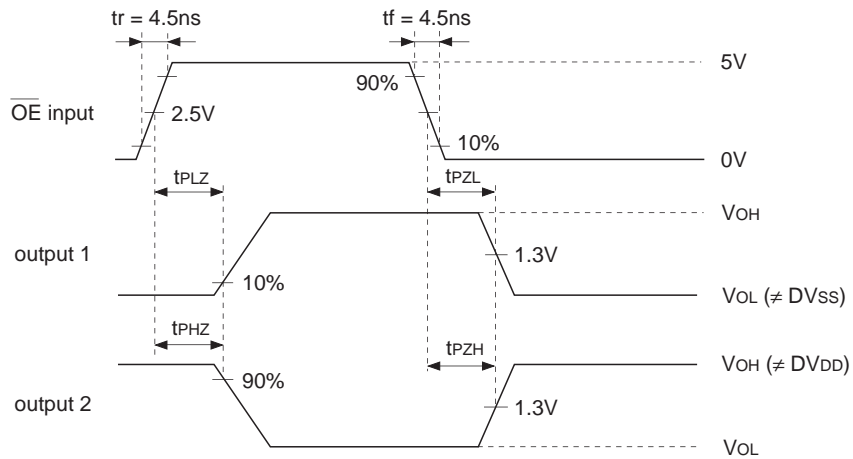 tr = 4.5ns
tf = 4.5ns
5V
90%
OE input
2.5V
10%
0V
tPLZ
tPZL
VOH
output 1
1.3V
10%
VOL (≠ DVSS)
tPHZ
tPZH
VOH (≠ DVDD)
90%
output 2
1.3V
VOL